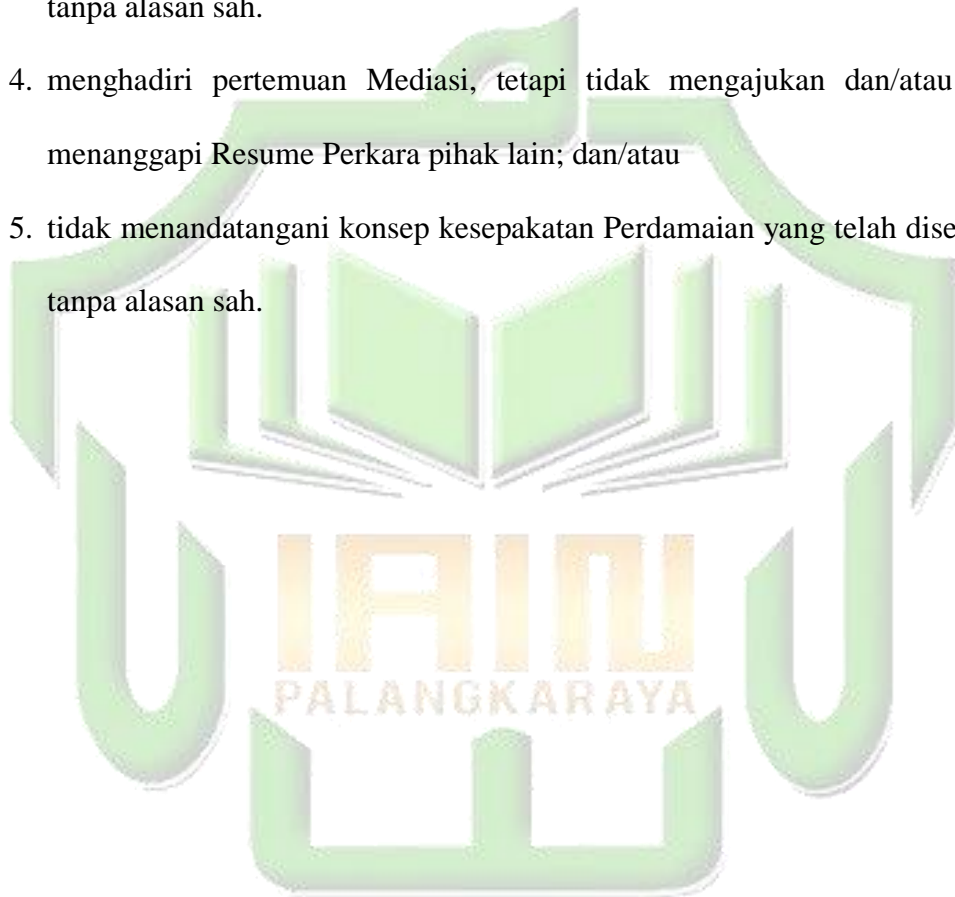 tanpa alasan sah.
4. menghadiri pertemuan Mediasi, tetapi tidak mengajukan dan/atau
menanggapi Resume Perkara pihak lain; dan/atau
5. tidak menandatangani konsep kesepakatan Perdamaian yang telah dise
tanpa alasan sah.
IAIN
PALANGKARAYA